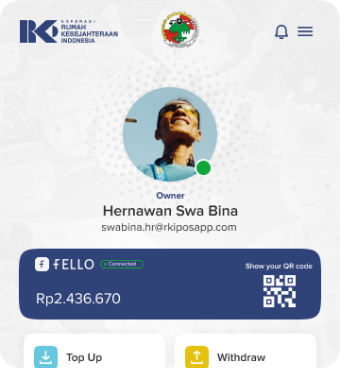 RKI
KOPERASI
RUMAH
KESEJAHTERAAN
INDONESIA
Owner
Hernawan Swa Bina
swabina.hr@rkiposapp.com
FELLO
Connected
Show your QR code
Rp2.436.670
Top Up
Withdraw